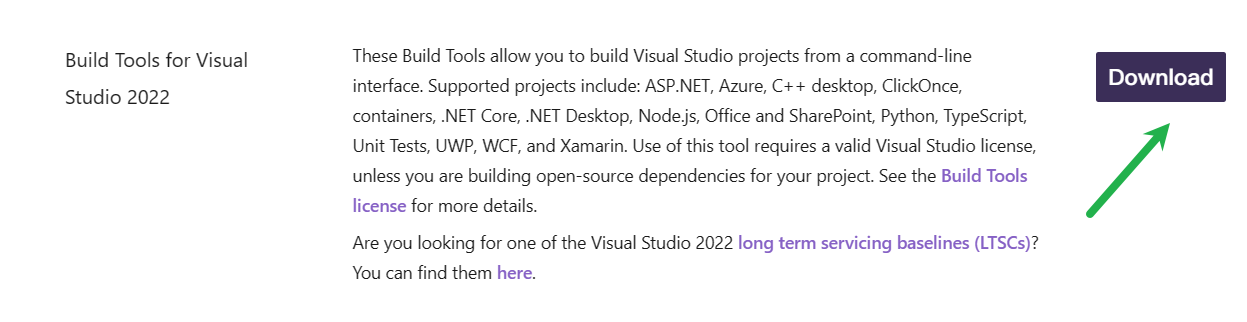 Build Tools for Visual
Studio 2022
These Build Tools allow you to build Visual Studio projects from a command-line
interface. Supported projects include: ASP.NET, Azure, C++ desktop, ClickOnce,
containers, .NET Core, .NET Desktop, Node.js, Office and SharePoint, Python, TypeScript,
Unit Tests, UWP, WCF, and Xamarin. Use of this tool requires a valid Visual Studio license,
unless you are building open-source dependencies for your project. See the Build Tools
license for more details.
Are you looking for one of the Visual Studio 2022 long term servicing baselines (LTSCs)?
You can find them here.
Download